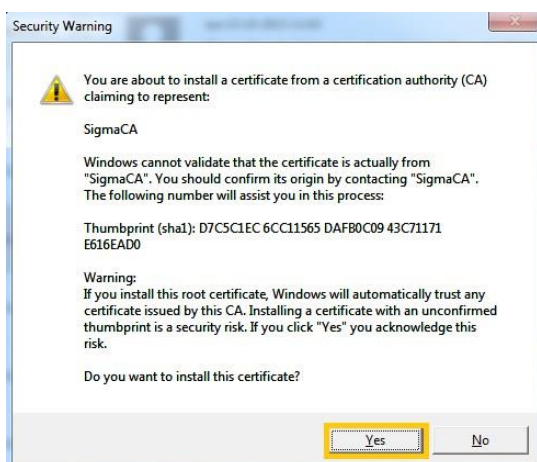 Security Warning
You are about to install a certificate from a certification authority (CA)
claiming to represent:
SigmaCA
Windows cannot validate that the certificate is actually from
"SigmaCA". You should confirm its origin by contacting "SigmaCA".
The following number will assist you in this process:
Thumbprint (sha1): D7C5C1EC 6CC11565 DAFB0C09 43C71171
E616EAD0
Warning:
If you install this root certificate, Windows will automatically trust any
certificate issued by this CA. Installing a certificate with an unconfirmed
thumbprint is a security risk. If you click "Yes" you acknowledge this
risk.
Do you want to install this certificate?
Yes No